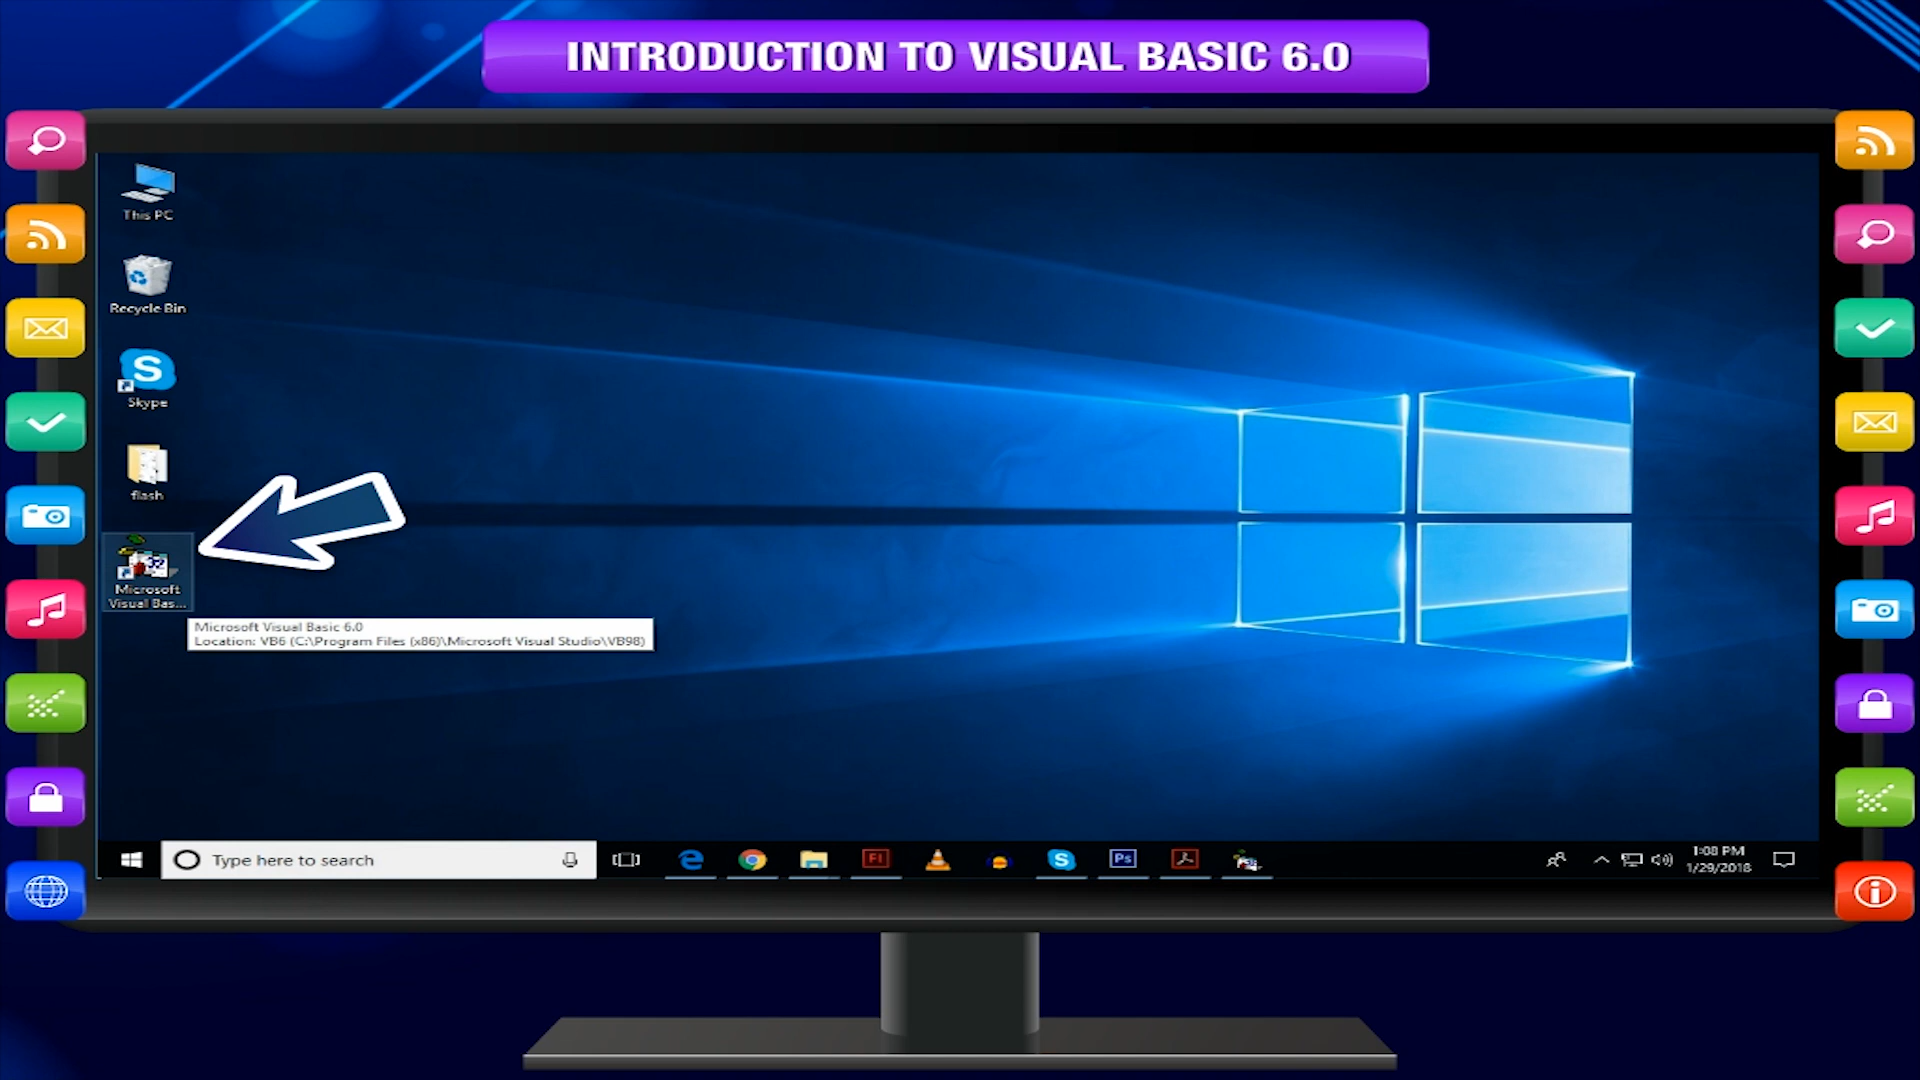 INTRODUCTION TO VISUAL BASIC 6.0
This PC
Recycle Bin
S
Skype
flash
Microsoft
Visual Bas...
Microsoft Visual Basic 6.0
Location: VB6 (C:\Program Files (x86)\Microsoft Visual Studio\VB98)
Type here to search
Fl
S
Ps
1:08 PM
1/29/2018